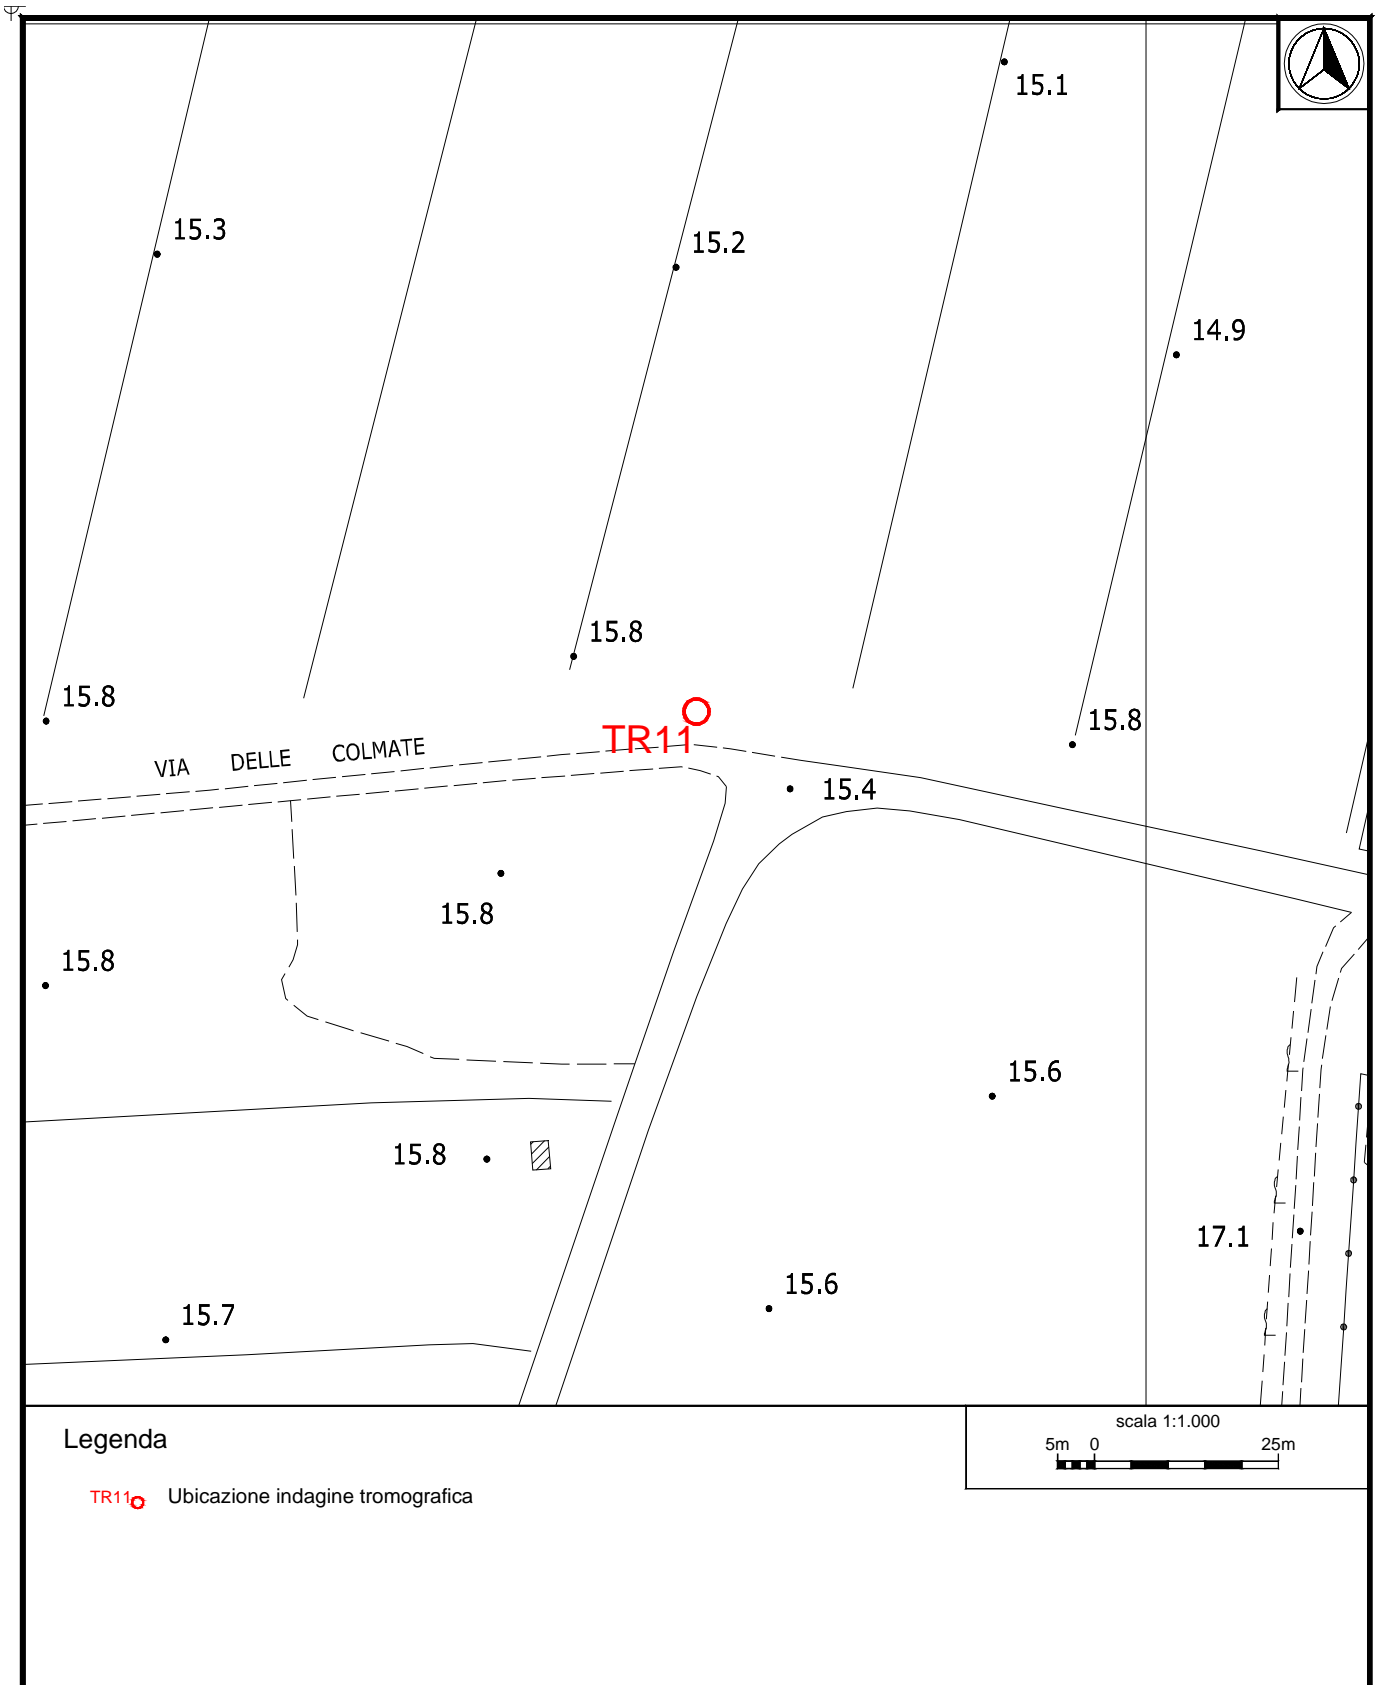 15.1
15.3
15.2
14.9
15.8
15.8
TR11
15.8
VIA DELLE COLMATE
15.4
15.8
15.8
15.6
15.8
17.1
15.6
15.7
Legenda
scala 1:1.000
5m 0 25m
TR11 Ubicazione indagine tromografica